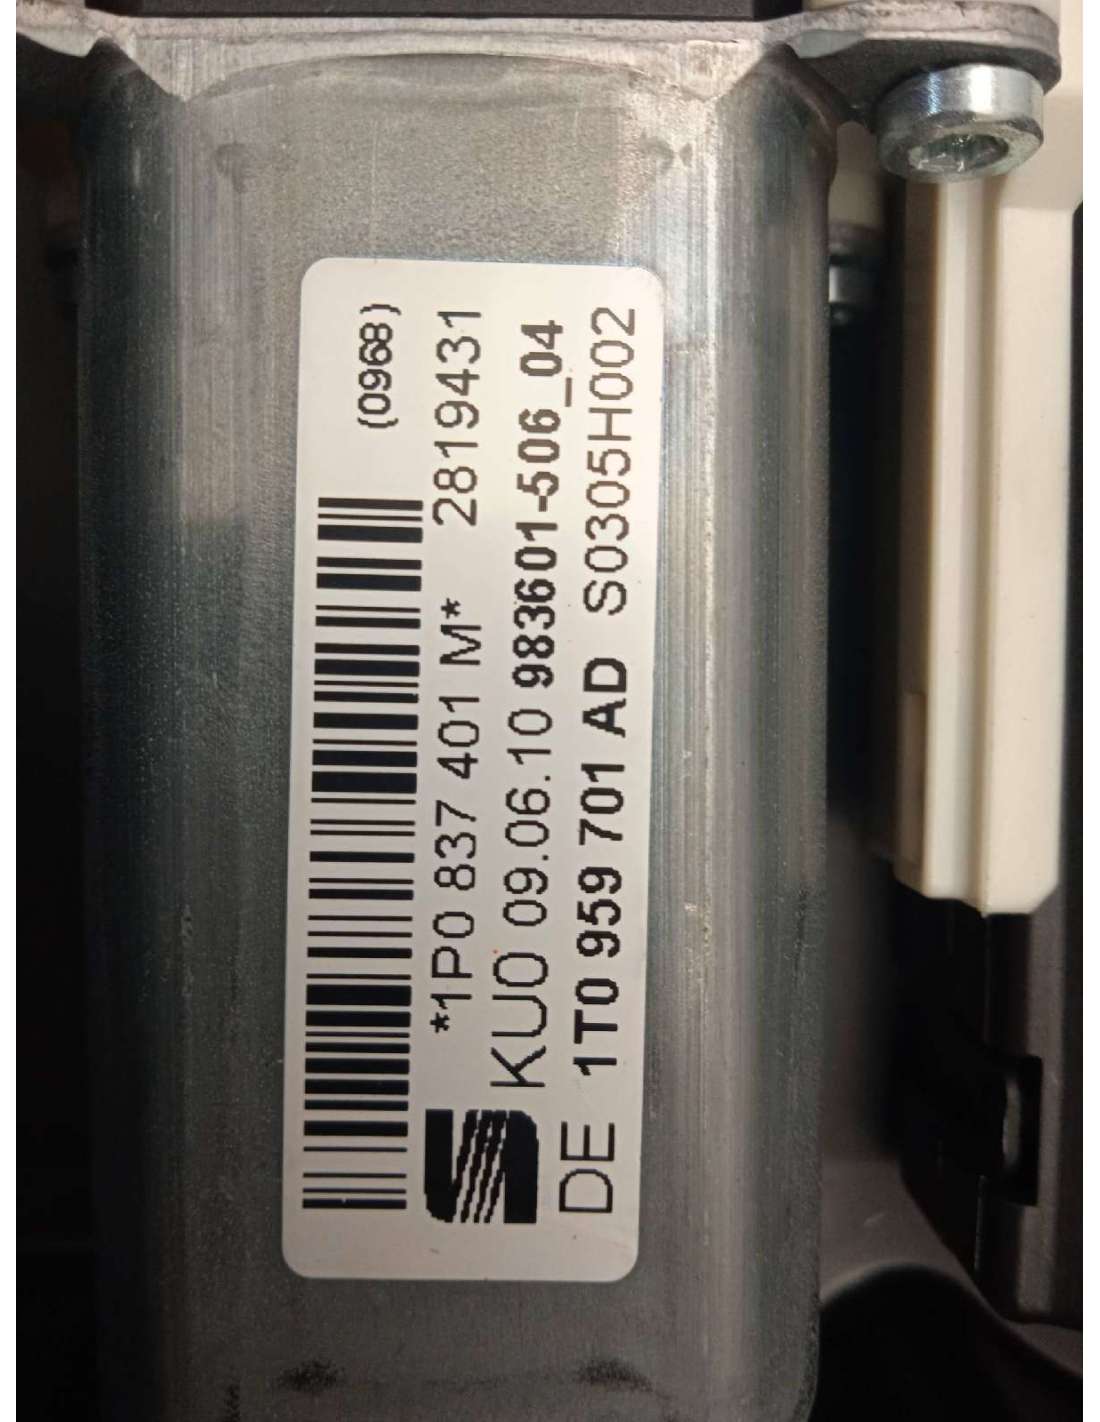 (0968)
*1P0 837 401 M* 2819431
KU0 09.06.10 983601-506_04
DE 1T0 959 701 AD S0305H002